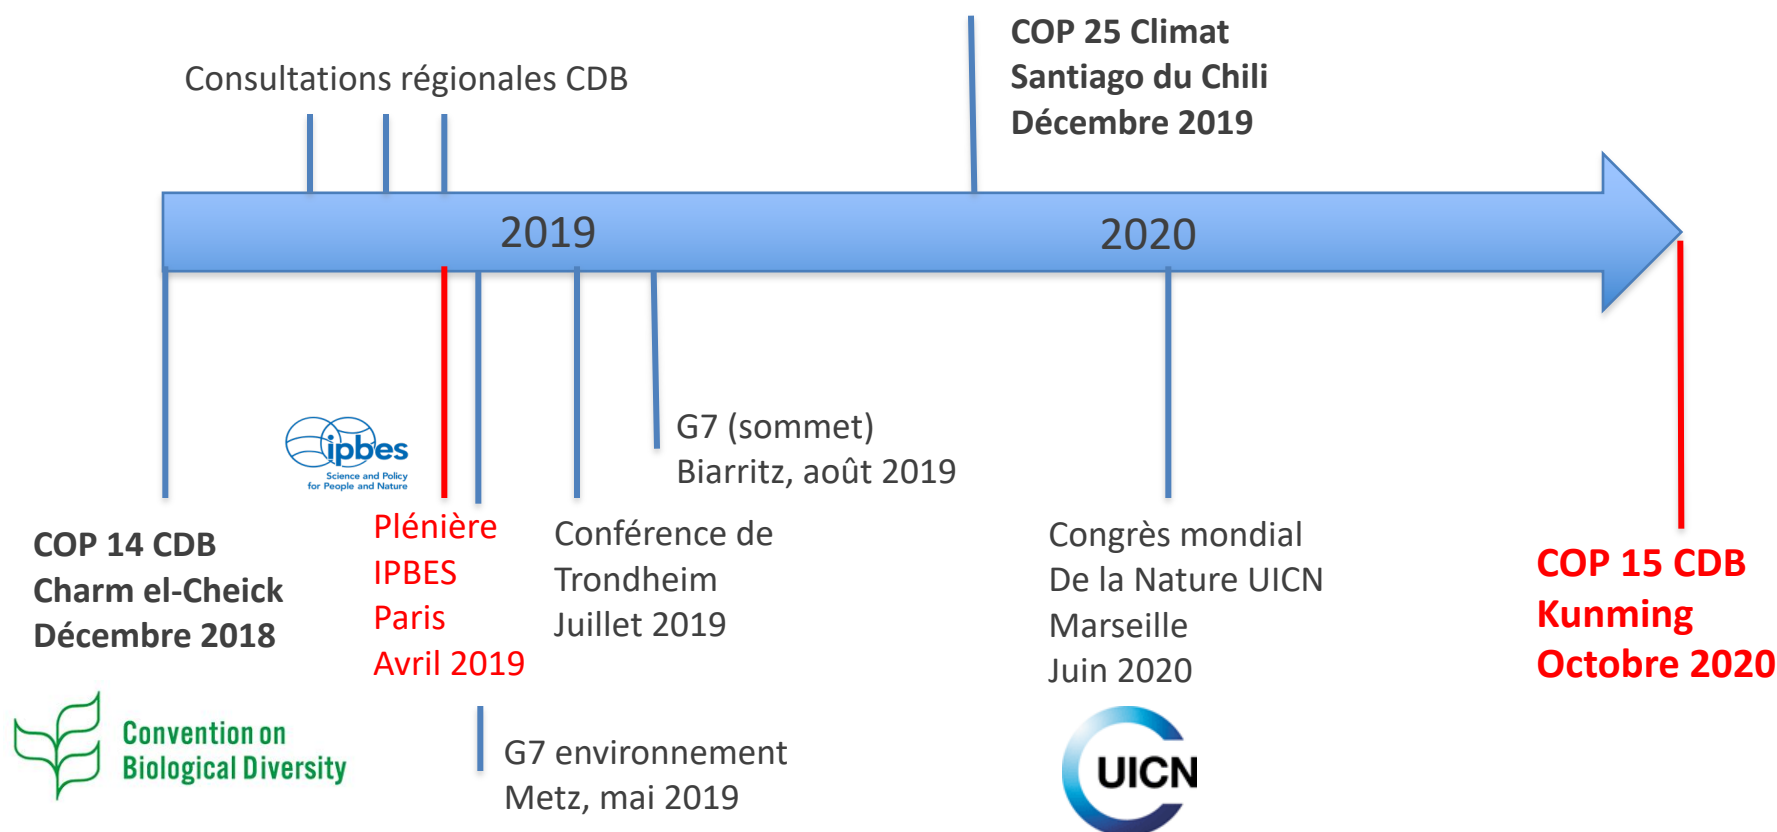 COP 25 Climat
Santiago du Chili
Décembre 2019
Consultations régionales CDB
2019
2020
ipbes
Science and Policy
for People and Nature
G7 (sommet)
Biarritz, août 2019
COP 14 CDB
Charm el-Cheick
Décembre 2018
Plénière
IPBES
Paris
Avril 2019
Conférence de
Trondheim
Juillet 2019
Congrès mondial
De la Nature UICN
Marseille
Juin 2020
COP 15 CDB
Kunming
Octobre 2020
Convention on
Biological Diversity
G7 environnement
Metz, mai 2019
UICN